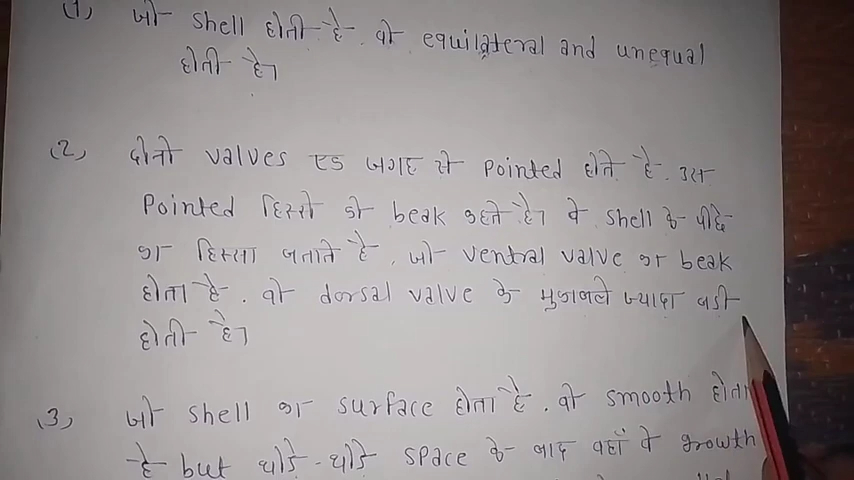 (1) जो shell होती है. वो equilateral and unequal
होती है।
(2) दोनो valves एक जगह से pointed होते है. उस
pointed हिस्से को beak कहते है। वे shell के पीछे
का हिस्सा बताते है. जो ventral valve का beak
होता है. वो dorsal valve के मुकाबले ज्यादा बडी
होती है।
(3) जो shell का surface होता है. वो smooth होता
है but थोडे-थोडे space के बाद वहाँ पे growth